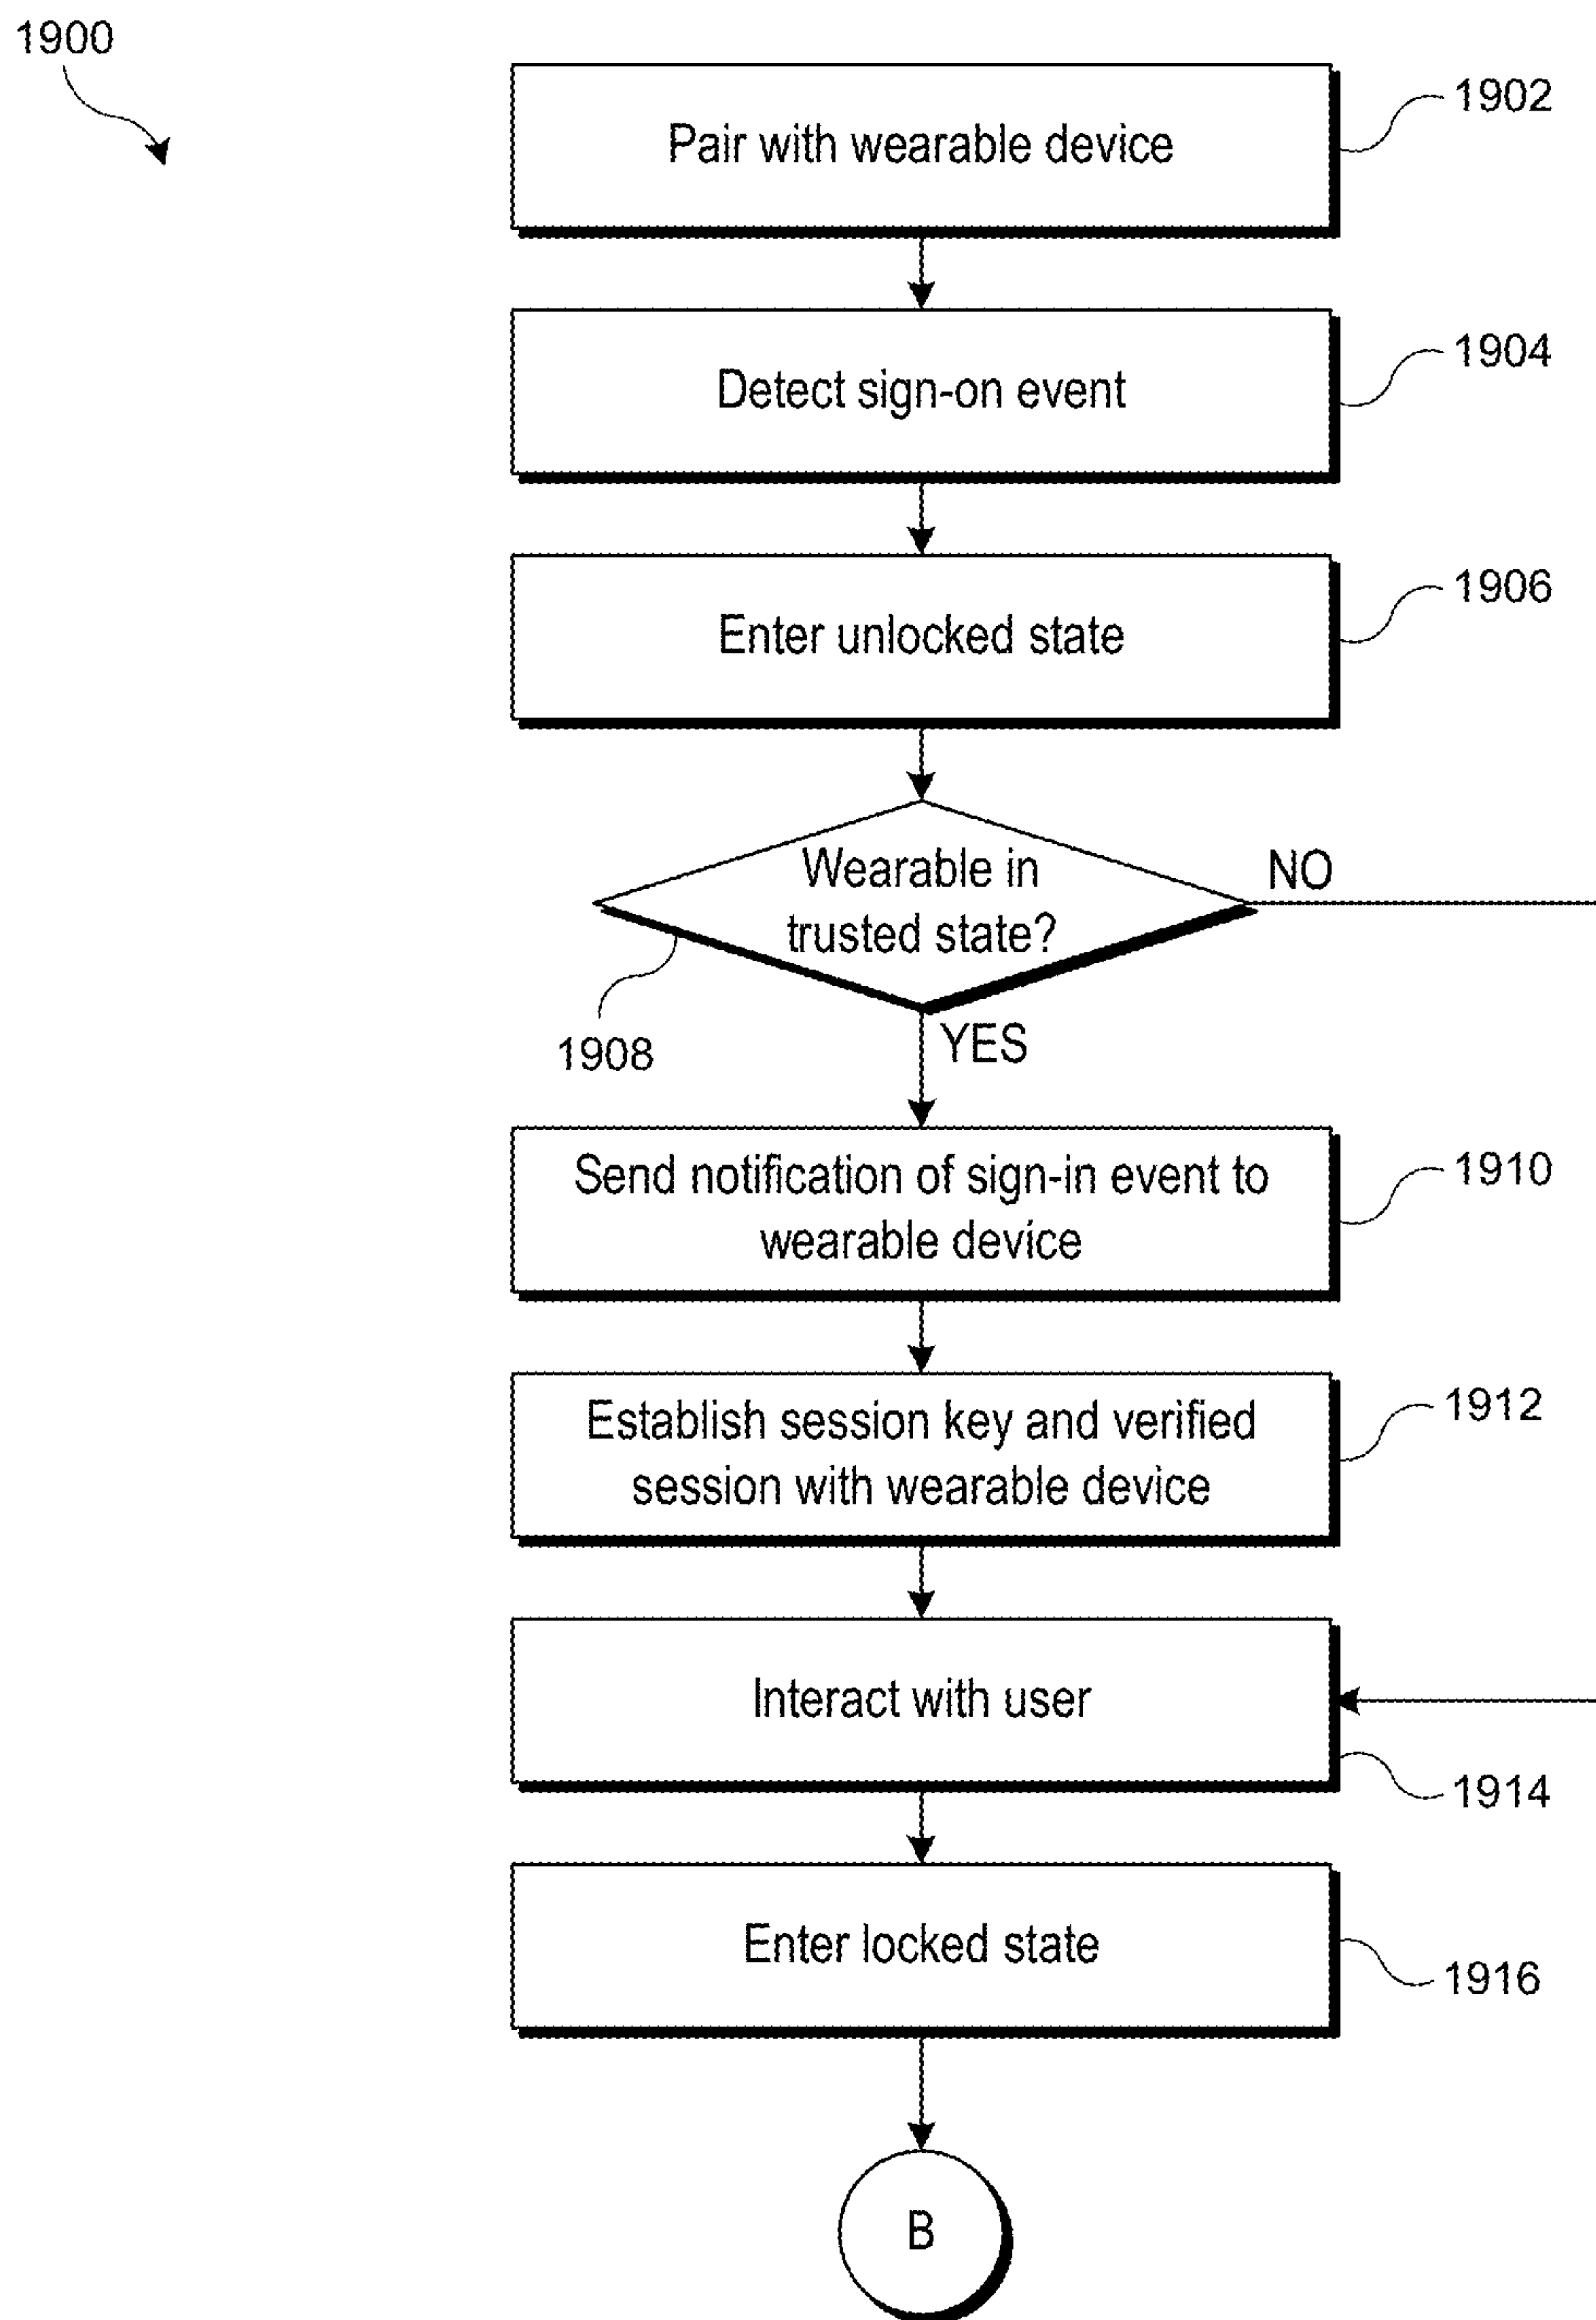 1900
Pair with wearable device
1902
Detect sign-on event
1904
Enter unlocked state
1906
Wearable in
trusted state?
NO
1908
YES
Send notification of sign-in event to
wearable device
1910
Establish session key and verified
session with wearable device
1912
Interact with user
1914
Enter locked state
1916
B